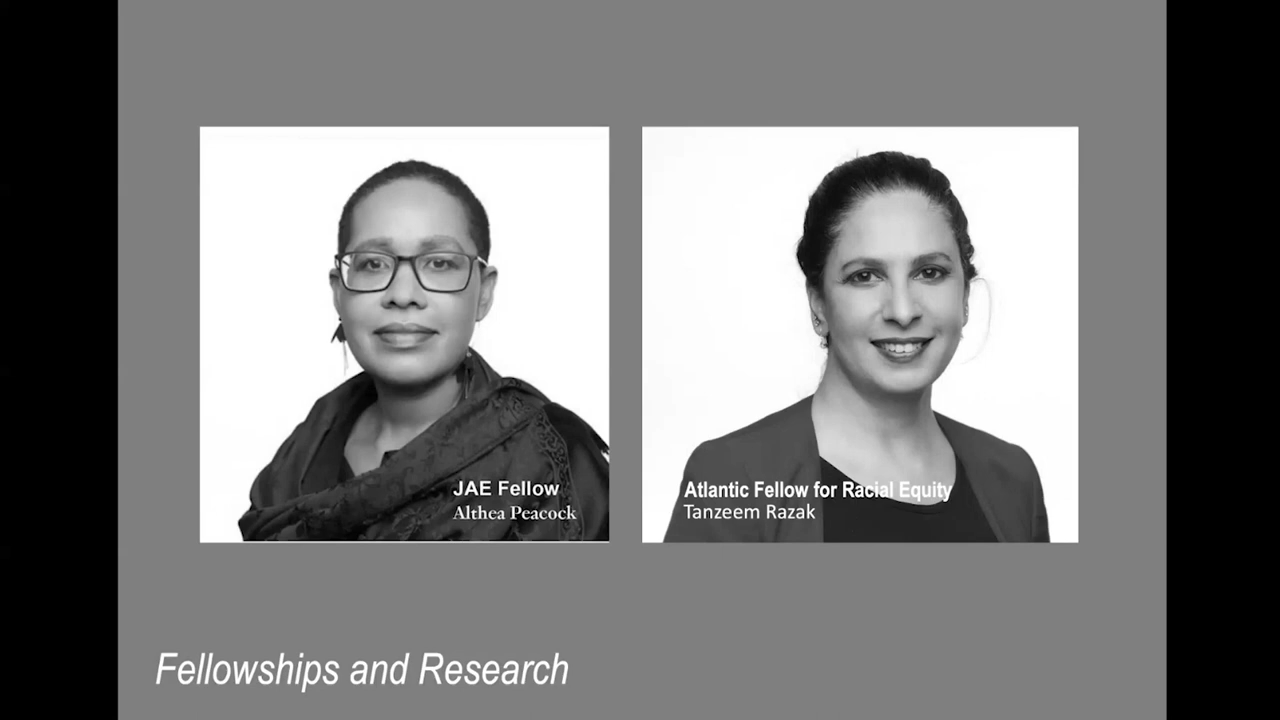 JAE Fellow
Althea Peacock
Atlantic Fellow for Racial Equity
Tanzeem Razak
Fellowships and Research